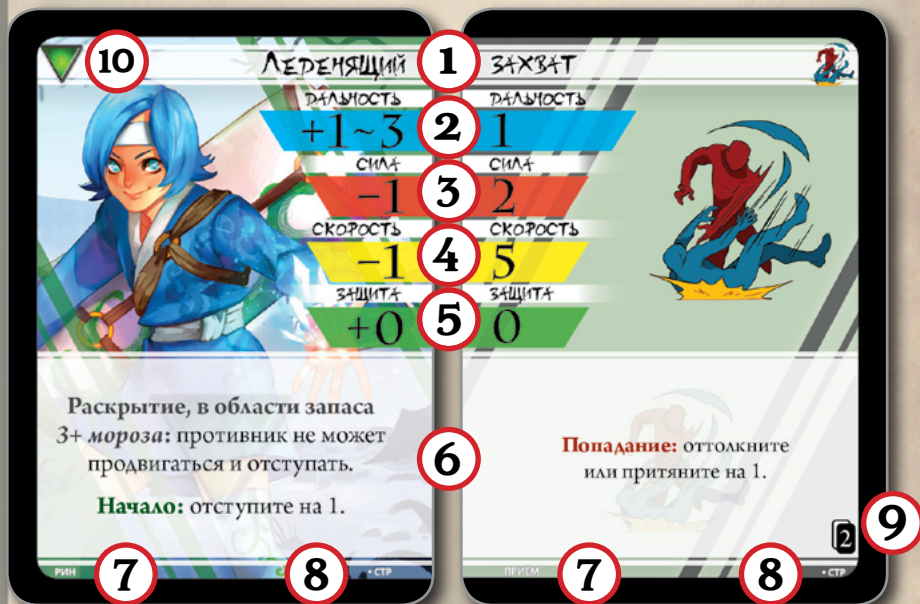 10
Леденящий
1
захват
дальность
дальность
+1~3
2
1
сила
сила
-1
3
2
скорость
скорость
-1
4
5
защита
защита
+0
5
0
Раскрытие, в области запаса
3+ мороза: противник не может
продвигаться и отступать.
Начало: отступите на 1.
6
Попадание: оттолкните
или притяните на 1.
2
9
РИН
7
8
• СТР
ПРИЁМ
7
8
• СТР